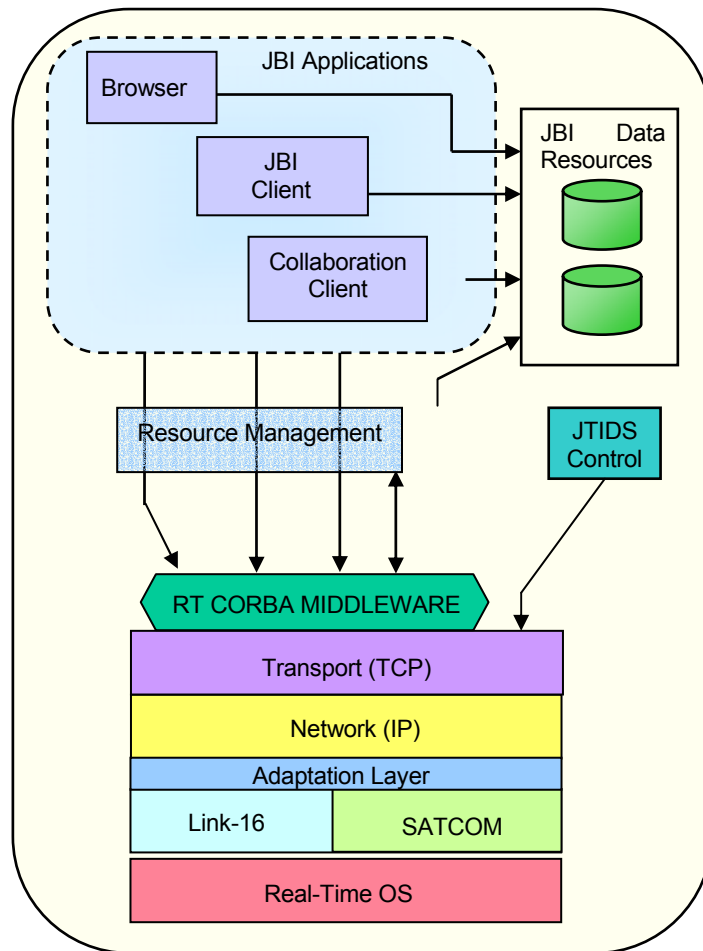 JBI Applications
Browser
JBI
Client
Collaboration
Client
JBI Data
Resources
Resource Management
JTIDS
Control
RT CORBA MIDDLEWARE
Transport (TCP)
Network (IP)
Adaptation Layer
Link-16
SATCOM
Real-Time OS